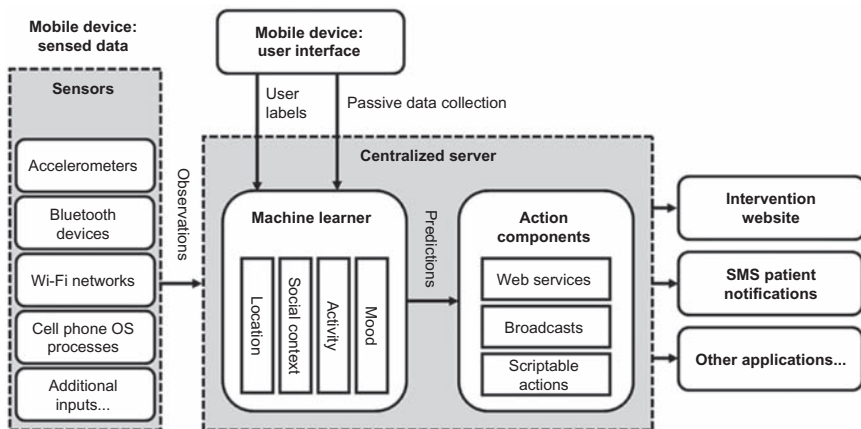 Mobile device:
sensed data
Mobile device:
user interface
Sensors
User
labels
Passive data collection
Accelerometers
Bluetooth
devices
Wi-Fi networks
Cell phone OS
processes
Additional
inputs...
Observations
Centralized server
Machine learner
Location
Social context
Activity
Mood
Predictions
Action
components
Web services
Broadcasts
Scriptable
actions
Intervention
website
SMS patient
notifications
Other applications...